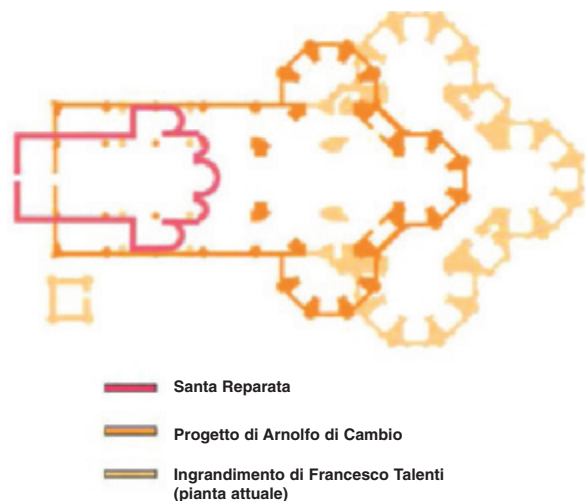 Santa Reparata
Progetto di Arnolfo di Cambio
Ingrandimento di Francesco Talenti
(pianta attuale)